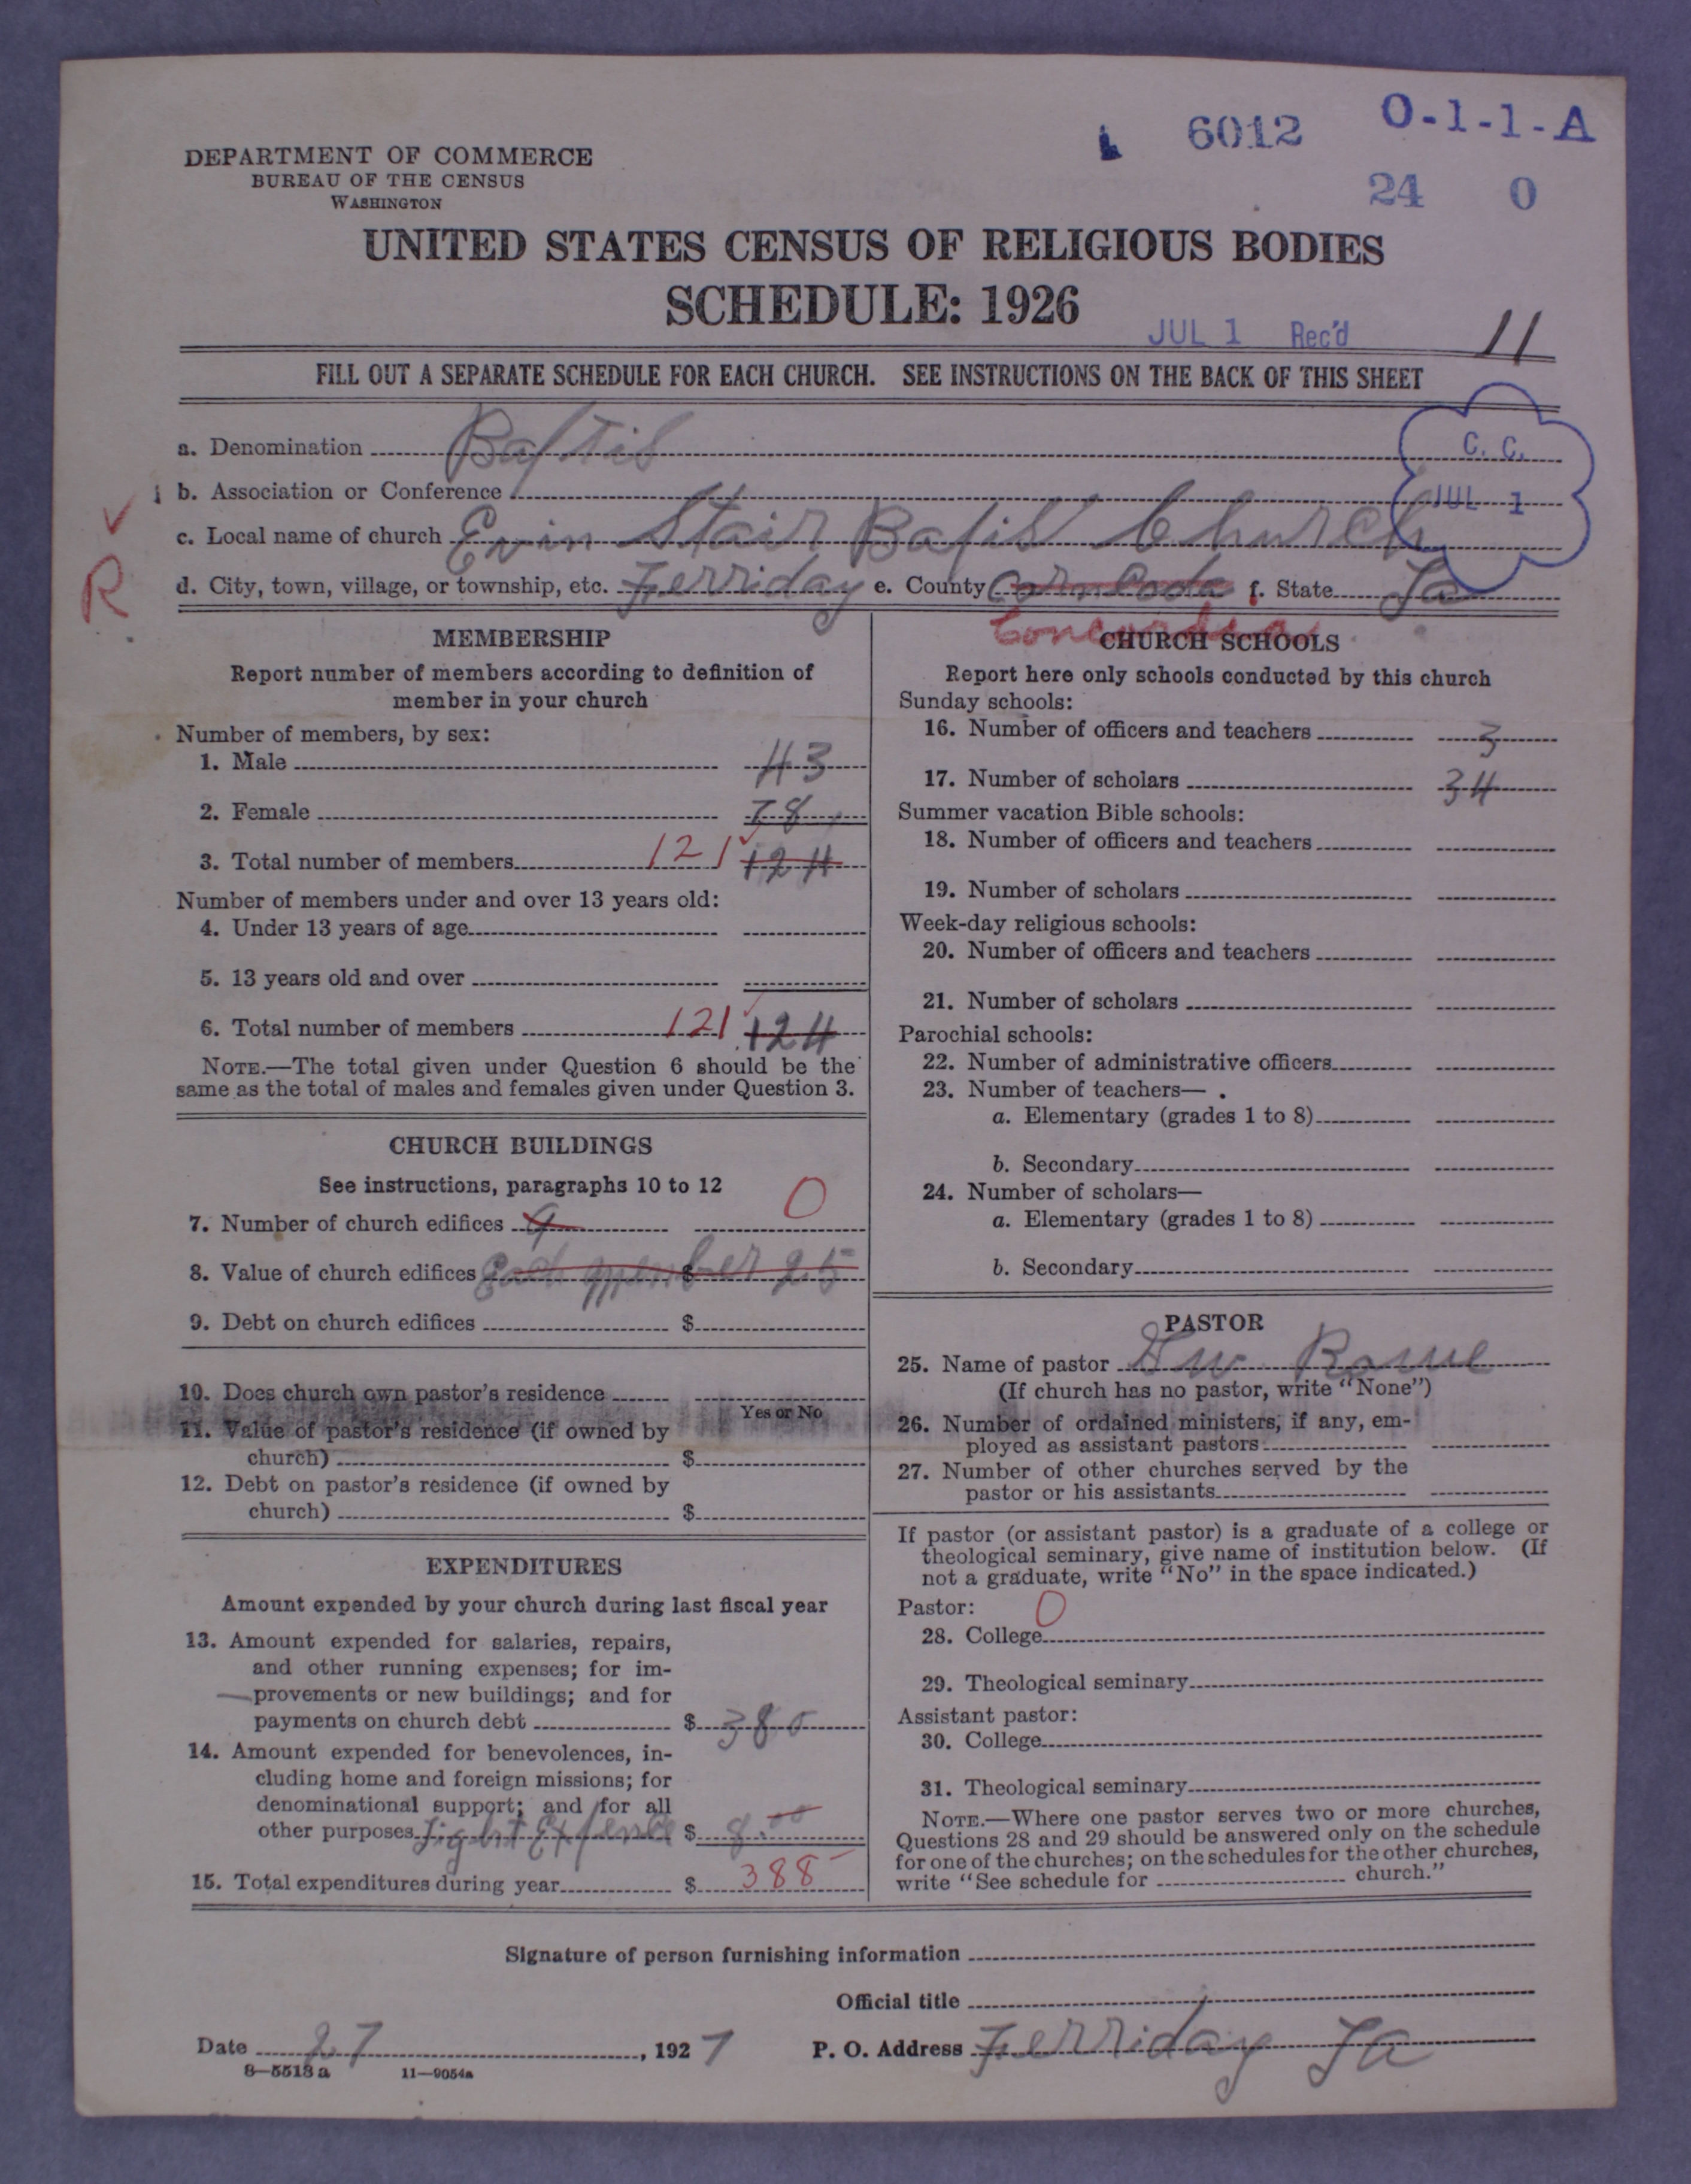 6012 O-1-1-A
24 0
DEPARTMENT OF COMMERCE
BUREAU OF THE CENSUS
WASHINGTON
UNITED STATES CENSUS OF RELIGIOUS BODIES
SCHEDULE: 1926
JUL 1 Rec'd 11
FILL OUT A SEPARATE SCHEDULE FOR EACH CHURCH. SEE INSTRUCTIONS ON THE BACK OF THIS SHEET
C. C.
JUL 1
a. Denomination Baptis
b. Association or Conference
c. Local name of church Evin Stair Bapis Church
R
d. City, town, village, or township, etc. Ferriday e. County f. State La
Concordia
MEMBERSHIP
Report number of members according to definition of
member in your church
Number of members, by sex:
1. Male 43
2. Female 78
3. Total number of members 121 124
Number of members under and over 13 years old:
4. Under 13 years of age
5. 13 years old and over
6. Total number of members 121 124
NOTE.—The total given under Question 6 should be the
same as the total of males and females given under Question 3.
CHURCH BUILDINGS
See instructions, paragraphs 10 to 12
7. Number of church edifices 0
8. Value of church edifices Each member $ 25
9. Debt on church edifices $
10. Does church own pastor's residence
Yes or No
11. Value of pastor's residence (if owned by
church) $
12. Debt on pastor's residence (if owned by
church) $
EXPENDITURES
Amount expended by your church during last fiscal year
13. Amount expended for salaries, repairs,
and other running expenses; for im-
provements or new buildings; and for
payments on church debt $ 380
14. Amount expended for benevolences, in-
cluding home and foreign missions; for
denominational support; and for all
other purposes Light Expense $ 8.00
15. Total expenditures during year $ 388
CHURCH SCHOOLS
Report here only schools conducted by this church
Sunday schools:
16. Number of officers and teachers 3
17. Number of scholars 34
Summer vacation Bible schools:
18. Number of officers and teachers
19. Number of scholars
Week-day religious schools:
20. Number of officers and teachers
21. Number of scholars
Parochial schools:
22. Number of administrative officers
23. Number of teachers—
a. Elementary (grades 1 to 8)
b. Secondary
24. Number of scholars—
a. Elementary (grades 1 to 8)
b. Secondary
PASTOR
25. Name of pastor
(If church has no pastor, write "None")
26. Number of ordained ministers, if any, em-
ployed as assistant pastors
27. Number of other churches served by the
pastor or his assistants
If pastor (or assistant pastor) is a graduate of a college or
theological seminary, give name of institution below. (If
not a graduate, write "No" in the space indicated.)
Pastor: 0
28. College
29. Theological seminary
Assistant pastor:
30. College
31. Theological seminary
NOTE.—Where one pastor serves two or more churches,
Questions 28 and 29 should be answered only on the schedule
for one of the churches; on the schedules for the other churches,
write "See schedule for church."
Signature of person furnishing information
Official title
Date 27, 1927 P. O. Address Ferriday La
8—5513a 11—9054a